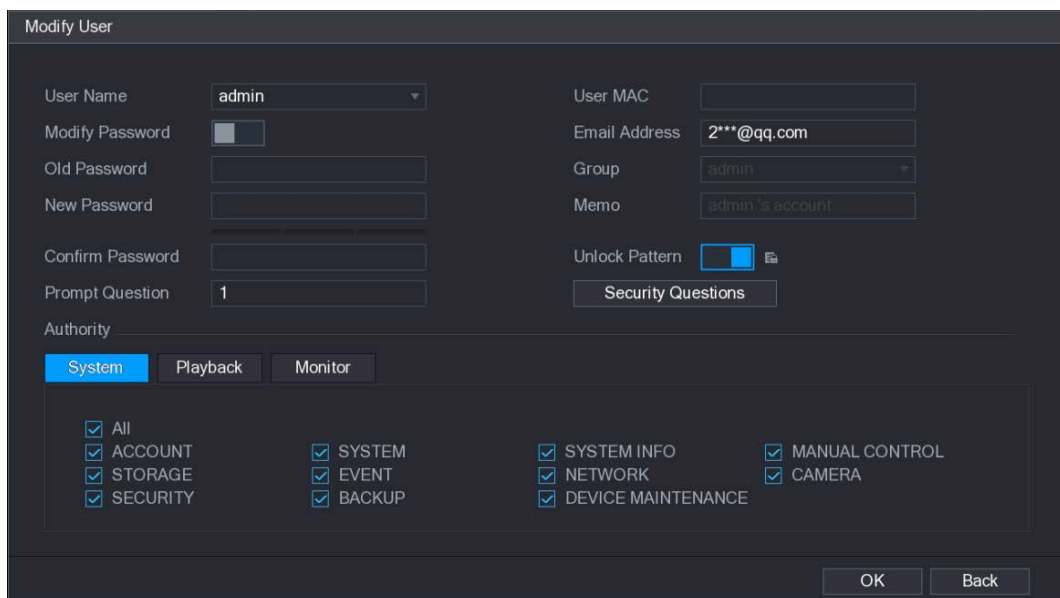 Modify User
User Name admin User MAC
Modify Password Email Address 2***@qq.com
Old Password Group admin
New Password Memo admin 's account
Confirm Password Unlock Pattern
Prompt Question 1 Security Questions
Authority
System Playback Monitor
All
ACCOUNT SYSTEM SYSTEM INFO MANUAL CONTROL
STORAGE EVENT NETWORK CAMERA
SECURITY BACKUP DEVICE MAINTENANCE
OK Back